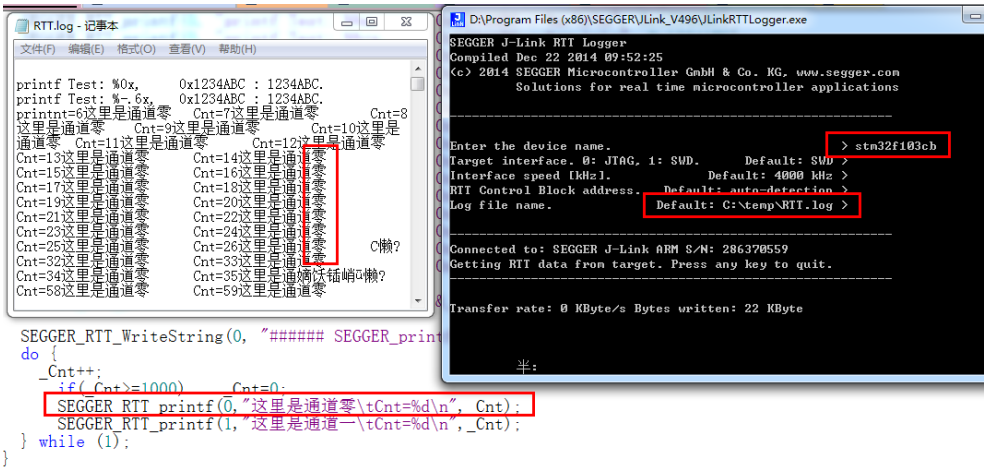 RTT.log - 记事本
文件(F) 编辑(E) 格式(O) 查看(V) 帮助(H)
printf Test: %0x, 0x1234ABC : 1234ABC.
printf Test: %-.6x, 0x1234ABC : 1234ABC.
printnt=6这里是通道零 Cnt=7这里是通道零 Cnt=8
这里是通道零 Cnt=9这里是通道零 Cnt=10这里是
通道零 Cnt=11这里是通道零 Cnt=12这里是通道零
Cnt=13这里是通道零 Cnt=14这里是通道零
Cnt=15这里是通道零 Cnt=16这里是通道零
Cnt=17这里是通道零 Cnt=18这里是通道零
Cnt=19这里是通道零 Cnt=20这里是通道零
Cnt=21这里是通道零 Cnt=22这里是通道零
Cnt=23这里是通道零 Cnt=24这里是通道零
Cnt=25这里是通道零 Cnt=26这里是通道零 C懒?
Cnt=32这里是通道零 Cnt=33这里是通道零
Cnt=34这里是通道零 Cnt=35这里是通
Cnt=58这里是通道零 Cnt=59这里是通道零
D:\Program Files (x86)\SEGGER\JLink_V496\JLinkRTTLogger.exe
SEGGER J-Link RTT Logger
Compiled Dec 22 2014 09:52:25
(c) 2014 SEGGER Microcontroller GmbH & Co. KG, www.segger.com
Solutions for real time microcontroller applications
Enter the device name. > stm32f103cb
Target interface. 0: JTAG, 1: SWD. Default: SWD >
Interface speed [kHz]. Default: 4000 kHz >
RTT Control Block address. Default: auto-detection >
Log file name. Default: C:\temp\RTT.log >
Connected to: SEGGER J-Link ARM S/N: 286370559
Getting RTT data from target. Press any key to quit.
Transfer rate: 0 KByte/s Bytes written: 22 KByte
半:
SEGGER_RTT_WriteString(0, "###### SEGGER_print
do {
_Cnt++;
if(_Cnt>=1000) _Cnt=0;
SEGGER_RTT_printf(0,"这里是通道零\tCnt=%d\n",_Cnt);
SEGGER_RTT_printf(1,"这里是通道一\tCnt=%d\n",_Cnt);
} while (1);
}